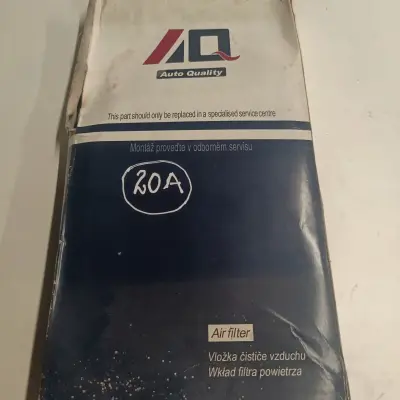 AQ
Auto Quality
This part should only be replaced in a specialised service centre
Montáž proveďte v odborném servisu
20A
Air filter
Vložka čističe vzduchu
Wkład filtra powietrza